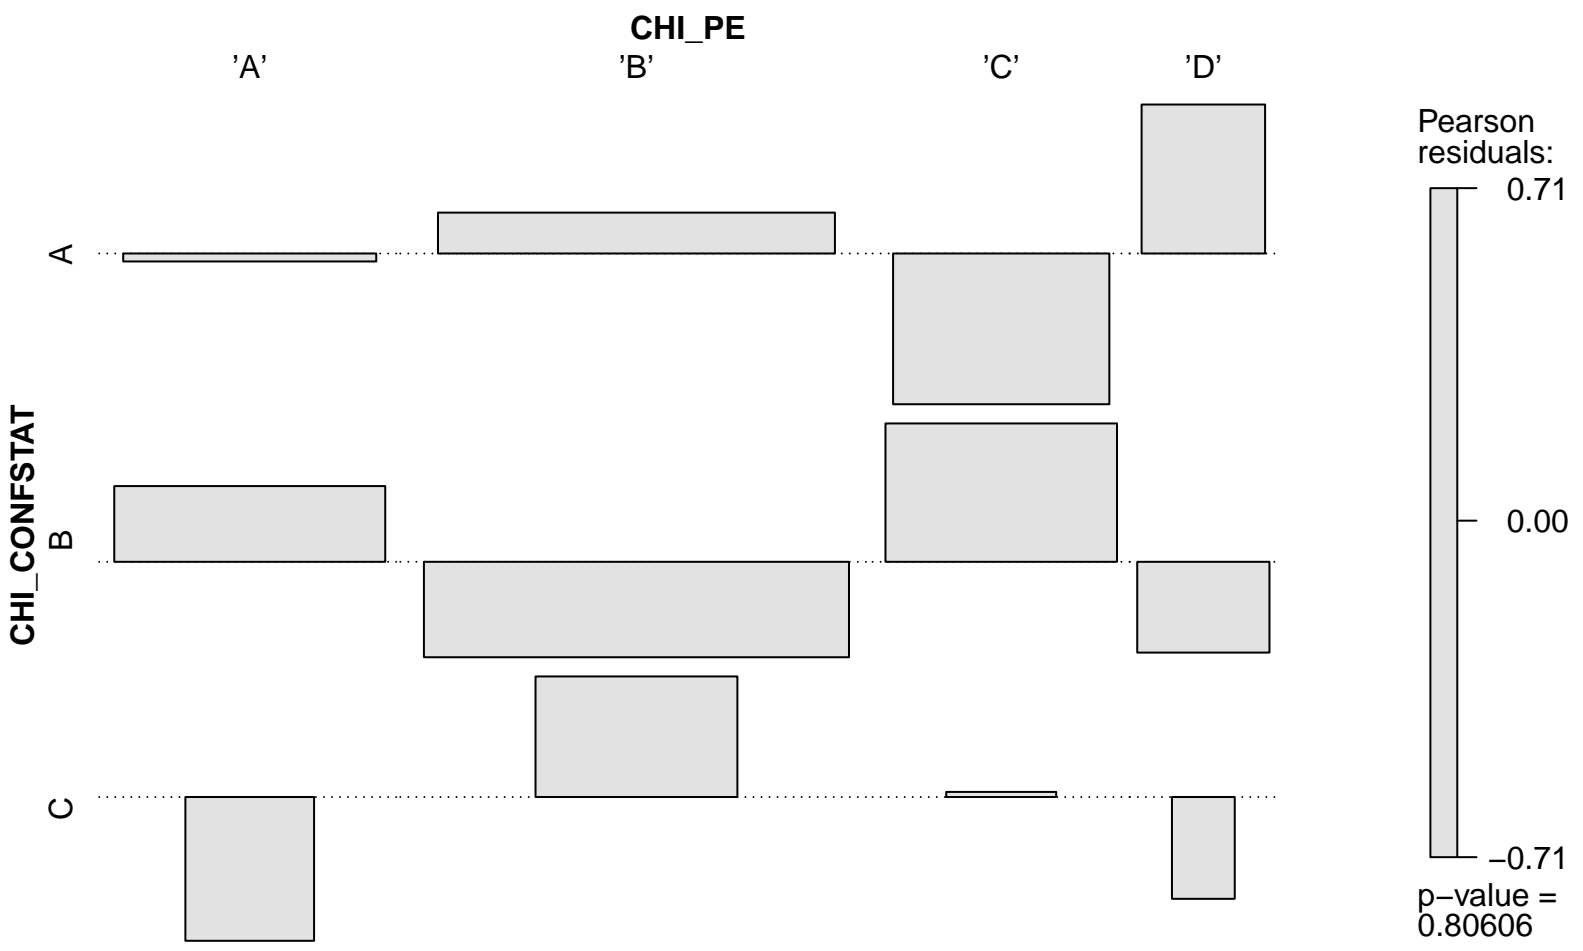 CHI_PE
’A’ ’B’ ’C’ ’D’
Pearson
residuals:
0.71
0.00
−0.71
p−value =
0.80606
CHI_CONFSTAT
A
B
C